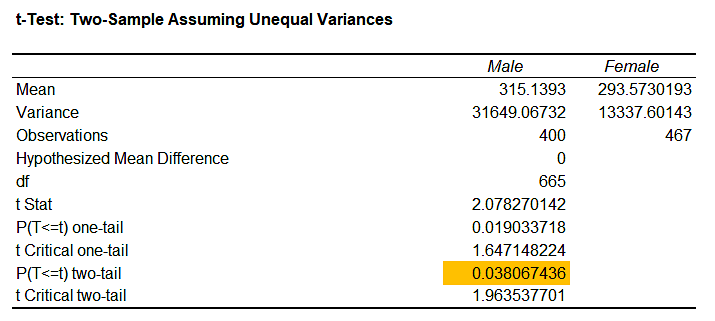 t-Test: Two-Sample Assuming Unequal Variances
Male Female
Mean 315.1393 293.5730193
Variance 31649.06732 13337.60143
Observations 400 467
Hypothesized Mean Difference 0
df 665
t Stat 2.078270142
P(T<=t) one-tail 0.019033718
t Critical one-tail 1.647148224
P(T<=t) two-tail 0.038067436
t Critical two-tail 1.963537701